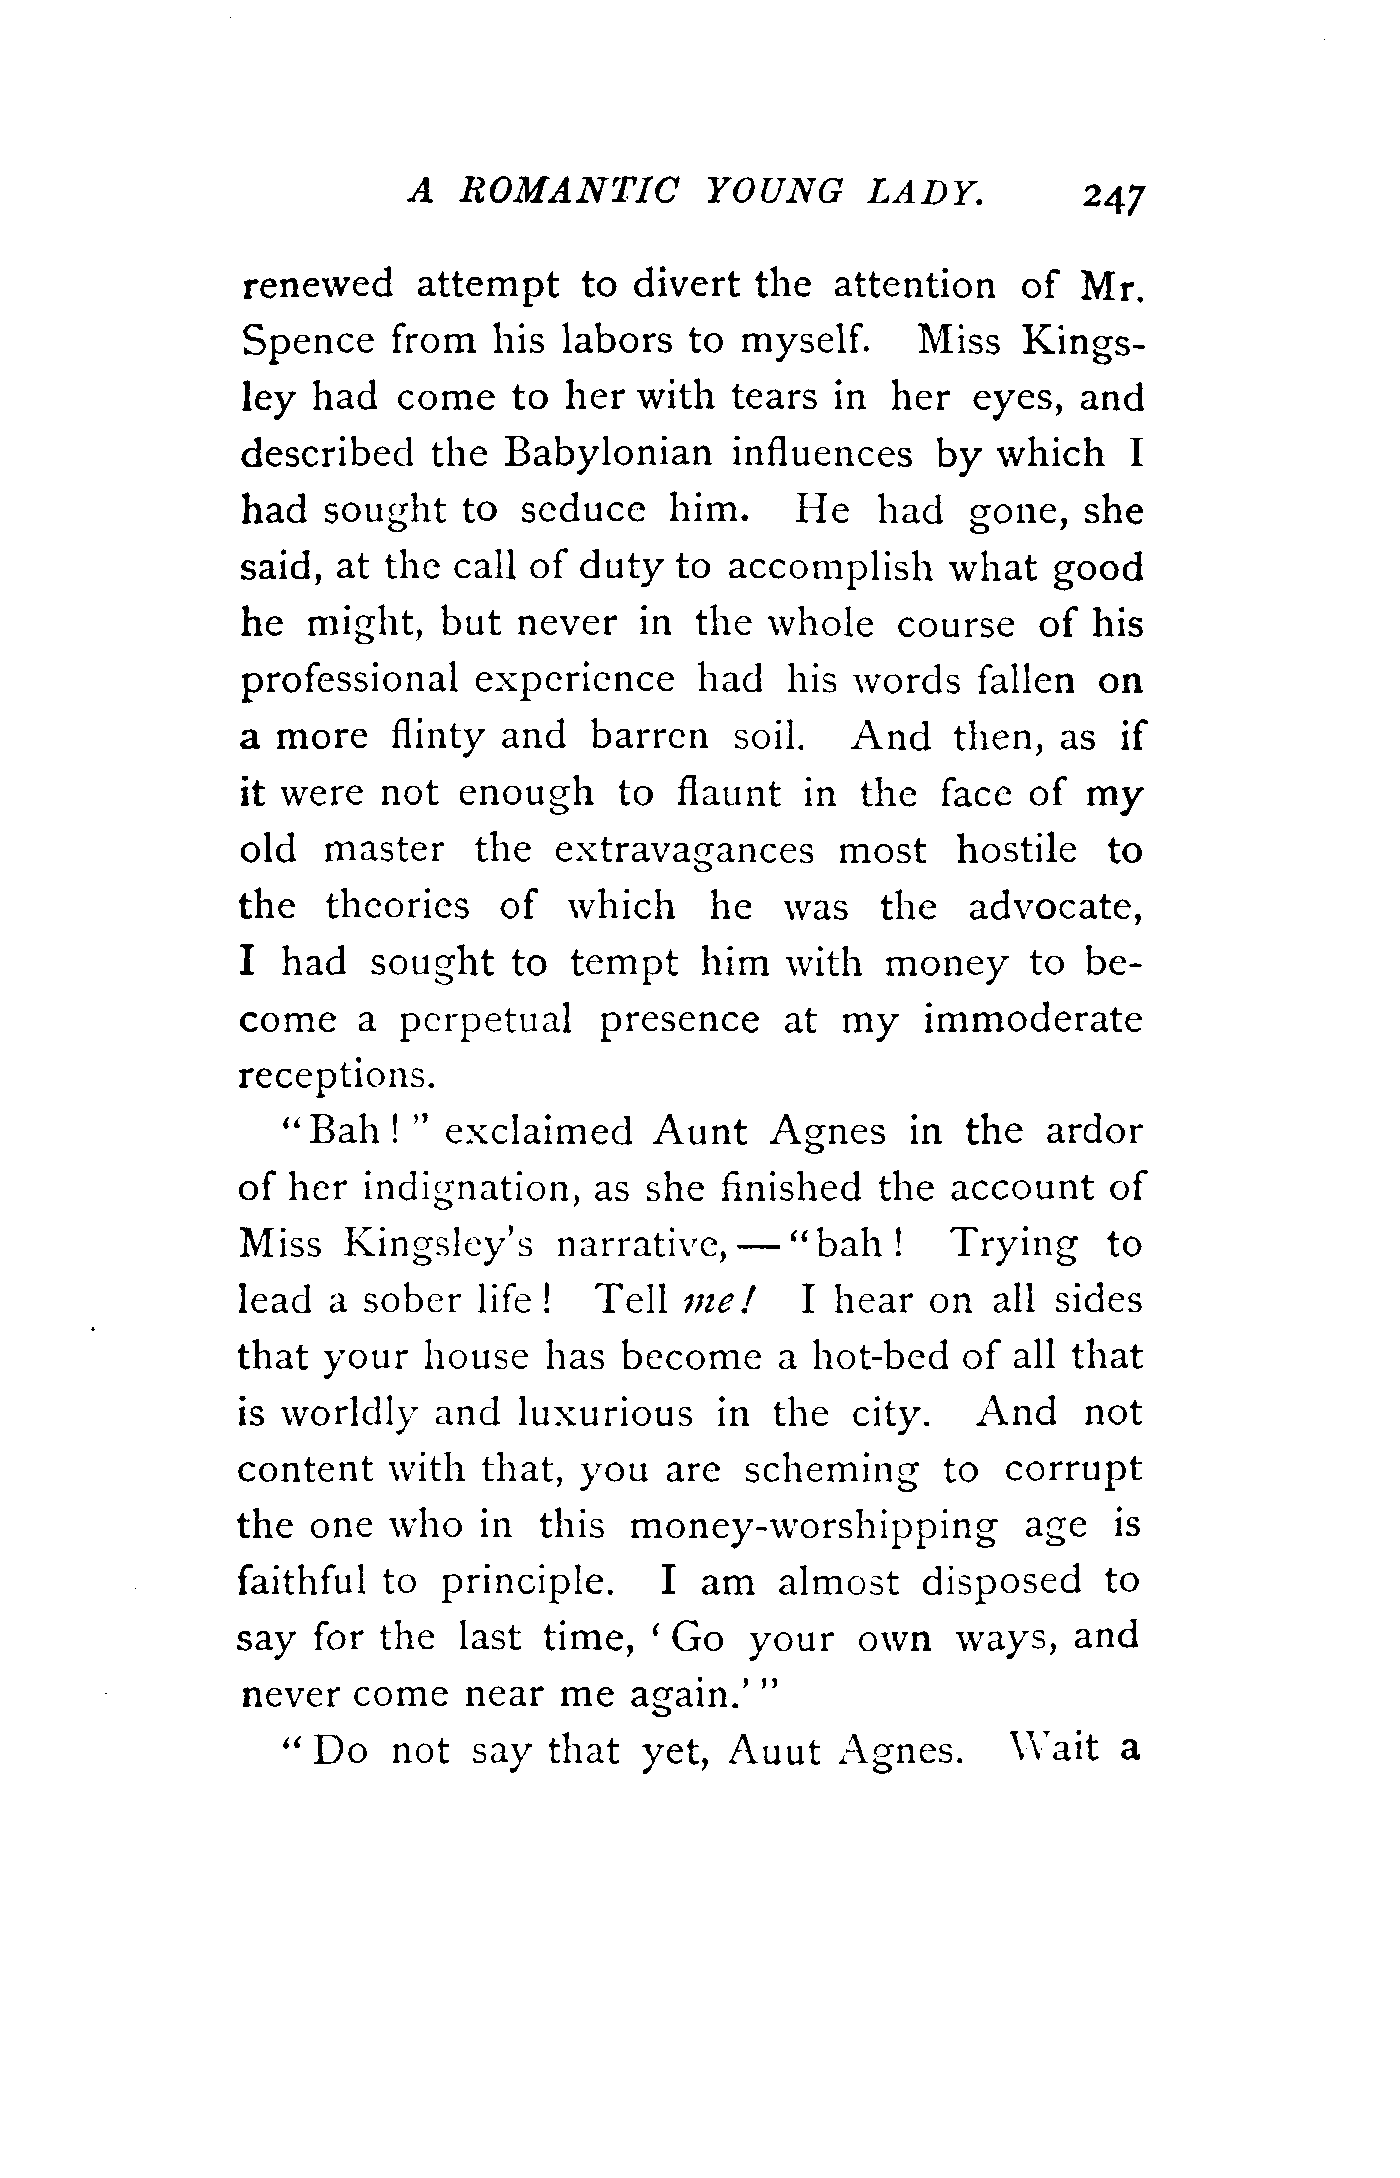 A ROMANTIC YOUNG LADY. 247
renewed attempt to divert the attention of Mr.
Spence from his labors to myself. Miss Kings-
ley had come to her with tears in her eyes, and
described the Babylonian influences by which I
had sought to seduce him. He had gone, she
said, at the call of duty to accomplish what good
he might, but never in the whole course of his
professional experience had his words fallen on
a more flinty and barren soil. And then, as if
it were not enough to flaunt in the face of my
old master the extravagances most hostile to
the theories of which he was the advocate,
I had sought to tempt him with money to be-
come a perpetual presence at my immoderate
receptions.
“Bah!” exclaimed Aunt Agnes in the ardor
of her indignation, as she finished the account of
Miss Kingsley's narrative, — “bah! Trying to
lead a sober life! Tell me! I hear on all sides
that your house has become a hot-bed of all that
is worldly and luxurious in the city. And not
content with that, you are scheming to corrupt
the one who in this money-worshipping age is
faithful to principle. I am almost disposed to
say for the last time, ‘Go your own ways, and
never come near me again.’”
“Do not say that yet, Auut Agnes. Wait a